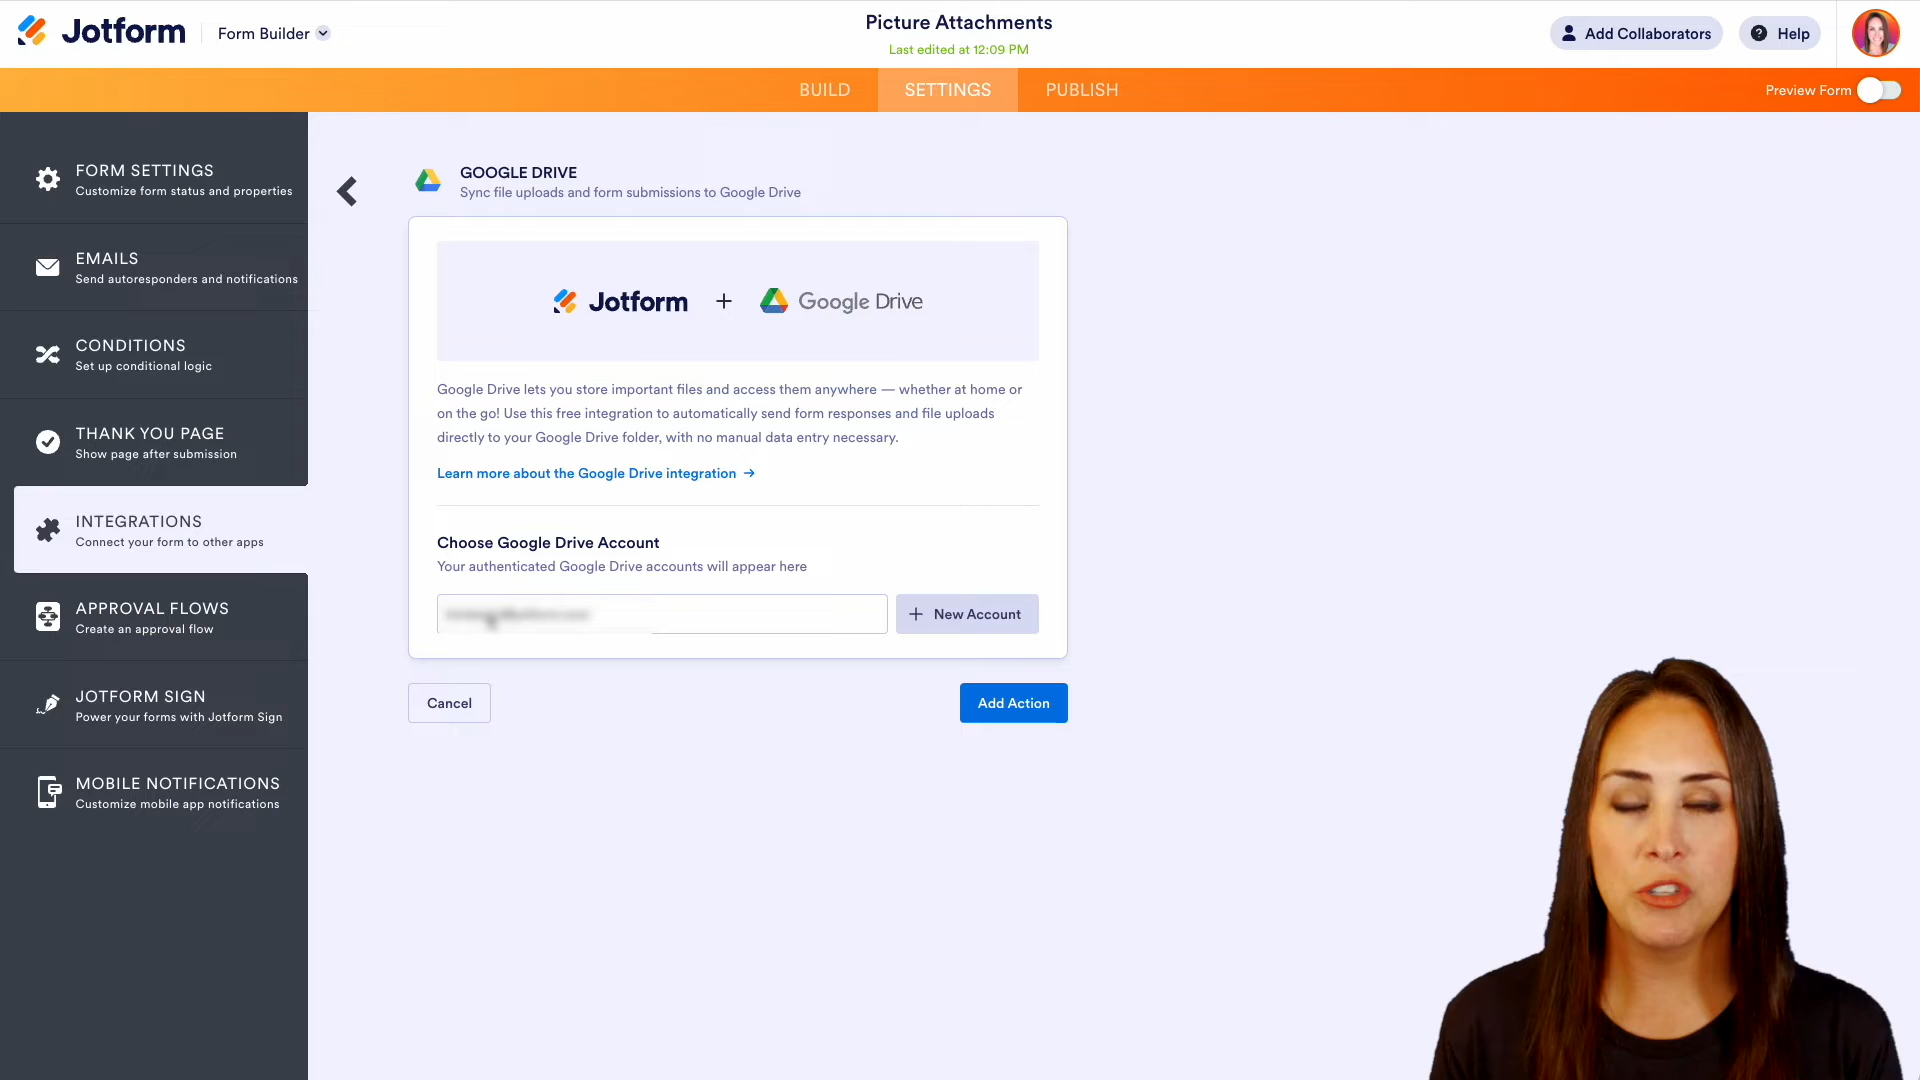 Jotform
Form Builder
Picture Attachments
Last edited at 12:09 PM
Add Collaborators
Help
BUILD
SETTINGS
PUBLISH
Preview Form
FORM SETTINGS
Customize form status and properties
EMAILS
Send autoresponders and notifications
CONDITIONS
Set up conditional logic
THANK YOU PAGE
Show page after submission
INTEGRATIONS
Connect your form to other apps
APPROVAL FLOWS
Create an approval flow
JOTFORM SIGN
Power your forms with Jotform Sign
MOBILE NOTIFICATIONS
Customize mobile app notifications
GOOGLE DRIVE
Sync file uploads and form submissions to Google Drive
Jotform + Google Drive
Google Drive lets you store important files and access them anywhere — whether at home or
on the go! Use this free integration to automatically send form responses and file uploads
directly to your Google Drive folder, with no manual data entry necessary.
Learn more about the Google Drive integration →
Choose Google Drive Account
Your authenticated Google Drive accounts will appear here
+ New Account
Cancel
Add Action